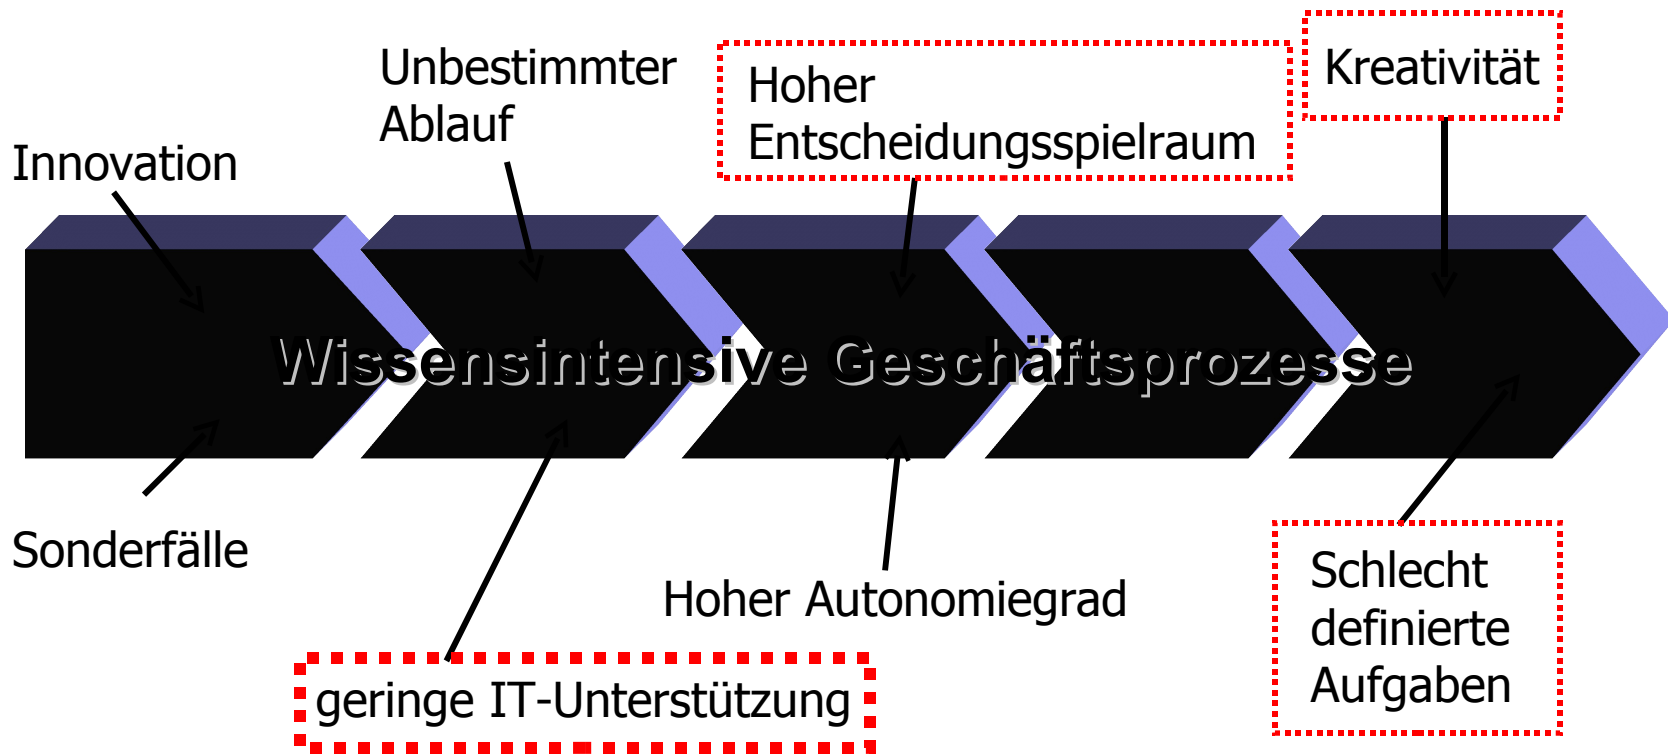 Unbestimmter
Ablauf
Hoher
Entscheidungsspielraum
Kreativität
Innovation
Wissensintensive Geschäftsprozesse
Sonderfälle
Hoher Autonomiegrad
geringe IT-Unterstützung
Schlecht
definierte
Aufgaben